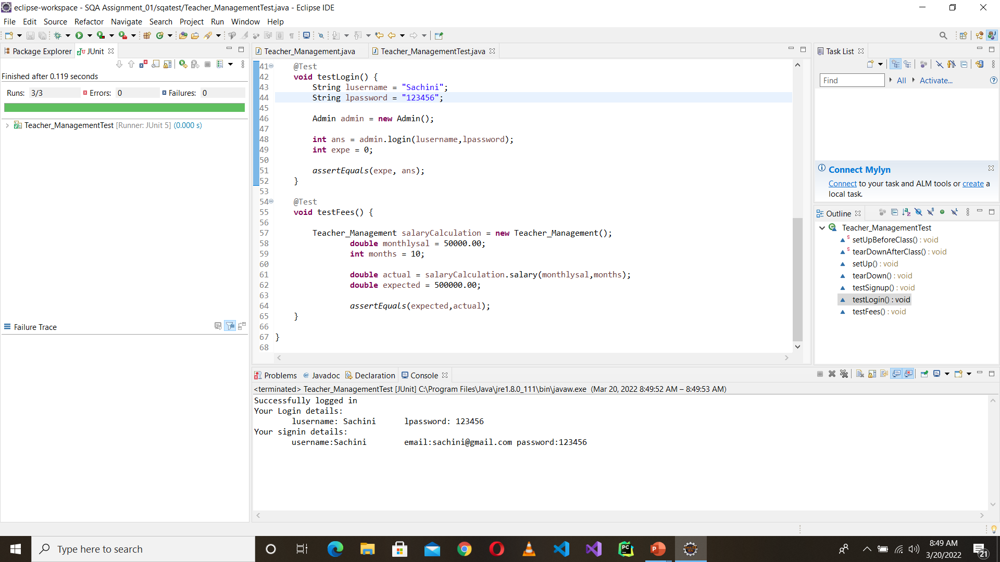 eclipse-workspace - SQA Assignment_01/sqatest/Teacher_ManagementTest.java - Eclipse IDE
File Edit Source Refactor Navigate Search Project Run Window Help
Package Explorer JUnit
Finished after 0.119 seconds
Runs: 3/3 Errors: 0 Failures: 0
Teacher_ManagementTest [Runner: JUnit 5] (0.000 s)
Failure Trace
Teacher_Management.java Teacher_ManagementTest.java
41 @Test
42 void testLogin() {
43 String lusername = "Sachini";
44 String lpassword = "123456";
45
46 Admin admin = new Admin();
47
48 int ans = admin.login(lusername,lpassword);
49 int expe = 0;
50
51 assertEquals(expe, ans);
52 }
53
54 @Test
55 void testFees() {
56
57 Teacher_Management salaryCalculation = new Teacher_Management();
58 double monthlysal = 50000.00;
59 int months = 10;
60
61 double actual = salaryCalculation.salary(monthlysal,months);
62 double expected = 500000.00;
63
64 assertEquals(expected,actual);
65 }
66
67 }
68
Task List
Find All Activate...
Connect Mylyn
Connect to your task and ALM tools or create a
local task.
Outline
Teacher_ManagementTest
setUpBeforeClass() : void
tearDownAfterClass() : void
setUp() : void
tearDown() : void
testSignup() : void
testLogin() : void
testFees() : void
Problems Javadoc Declaration Console
<terminated> Teacher_ManagementTest [JUnit] C:\Program Files\Java\jre1.8.0_111\bin\javaw.exe (Mar 20, 2022 8:49:52 AM – 8:49:53 AM)
Successfully logged in
Your Login details:
lusername: Sachini lpassword: 123456
Your signin details:
username:Sachini email:sachini@gmail.com password:123456
Type here to search
8:49 AM
3/20/2022
21